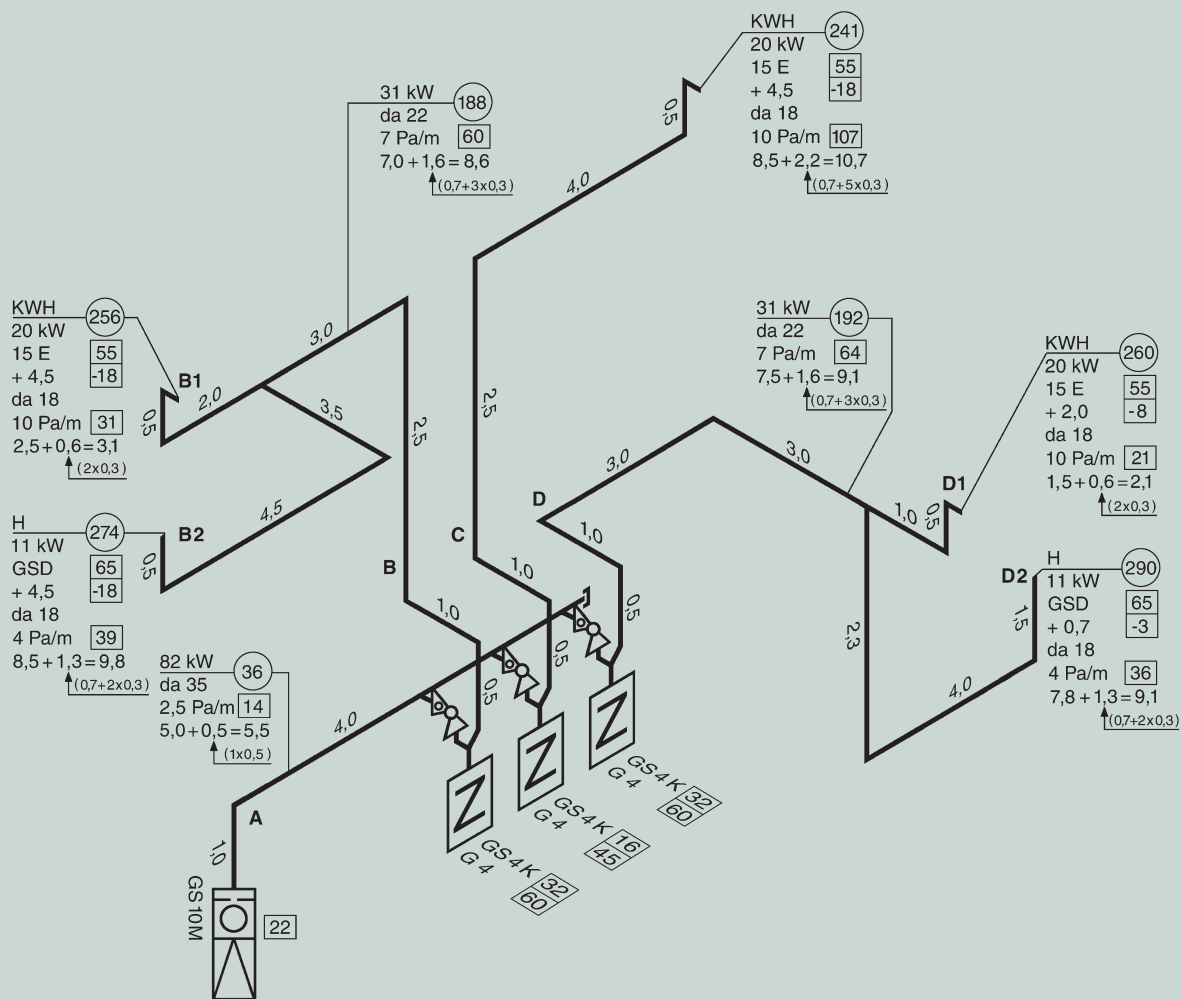 KWH 241
20 kW
15 E 55
+ 4,5 -18
da 18
10 Pa/m 107
8,5+2,2=10,7
(0,7+5x0,3)
0,5
4,0
31 kW 188
da 22
7 Pa/m 60
7,0+1,6=8,6
(0,7+3x0,3)
KWH 256
20 kW
15 E 55
+ 4,5 -18
da 18
10 Pa/m 31
2,5+0,6=3,1
(2x0,3)
B1
0,5
2,0
3,0
3,5
4,5
2,5
2,5
31 kW 192
da 22
7 Pa/m 64
7,5+1,6=9,1
(0,7+3x0,3)
KWH 260
20 kW
15 E 55
+ 2,0 -8
da 18
10 Pa/m 21
1,5+0,6=2,1
(2x0,3)
D1
0,5
1,0
3,0
3,0
D
1,0
0,5
H 274
11 kW
GSD 65
+ 4,5 -18
da 18
4 Pa/m 39
8,5+1,3=9,8
(0,7+2x0,3)
B2
0,5
B
1,0
0,5
C
1,0
0,5
H 290
11 kW
GSD 65
+ 0,7 -3
da 18
4 Pa/m 36
7,8+1,3=9,1
(0,7+2x0,3)
D2
1,5
2,3
4,0
82 kW 36
da 35
2,5 Pa/m 14
5,0+0,5=5,5
(1x0,5)
4,0
A
1,0
GS10M
22
Z
Z
Z
GS4K 32
G4 60
GS4K 16
G4 45
GS4K 32
G4 60